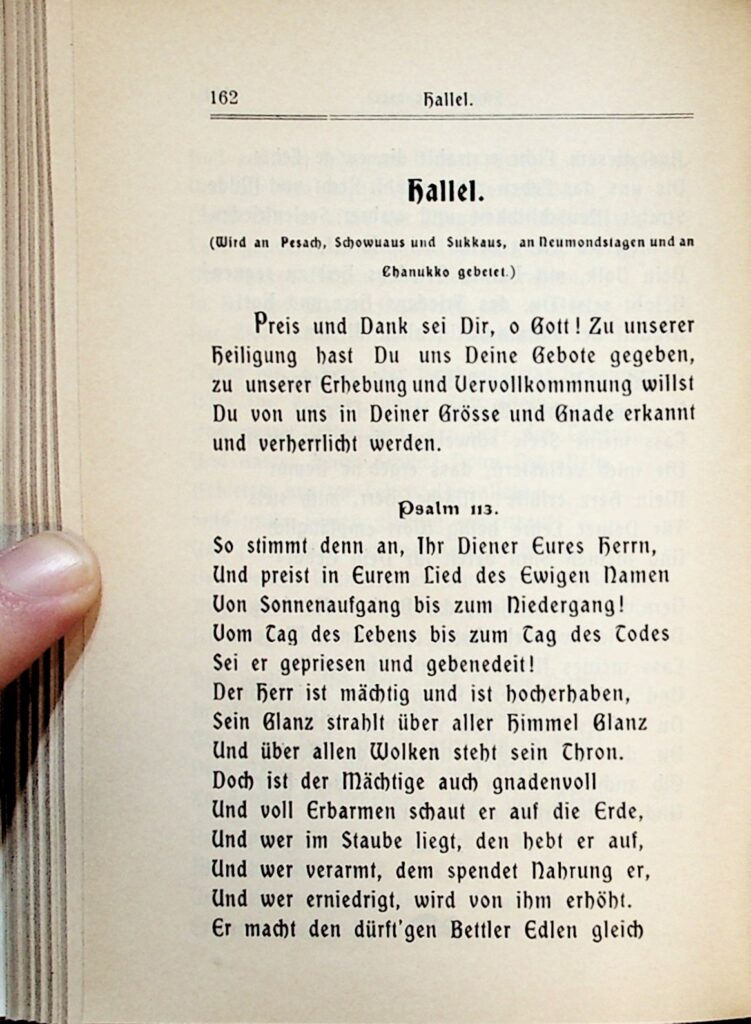 162 Hallel.
Hallel.
(Wird an Pesach, Schowuaus und Sukkaus, an Neumondstagen und an
Chanukko gebetet.)
Preis und Dank sei Dir, o Gott! Zu unserer
Heiligung hast Du uns Deine Gebote gegeben,
zu unserer Erhebung und Vervollkommnung willst
Du von uns in Deiner Grösse und Gnade erkannt
und verherrlicht werden.
Psalm 113.
So stimmt denn an, Ihr Diener Eures Herrn,
Und preist in Eurem Lied des Ewigen Namen
Von Sonnenaufgang bis zum Niedergang!
Vom Tag des Lebens bis zum Tag des Todes
Sei er gepriesen und gebenedeit!
Der Herr ist mächtig und ist hocherhaben,
Sein Glanz strahlt über aller Himmel Glanz
Und über allen Wolken steht sein Thron.
Doch ist der Mächtige auch gnadenvoll
Und voll Erbarmen schaut er auf die Erde,
Und wer im Staube liegt, den hebt er auf,
Und wer verarmt, dem spendet Nahrung er,
Und wer erniedrigt, wird von ihm erhöht.
Er macht den dürft'gen Bettler Edlen gleich